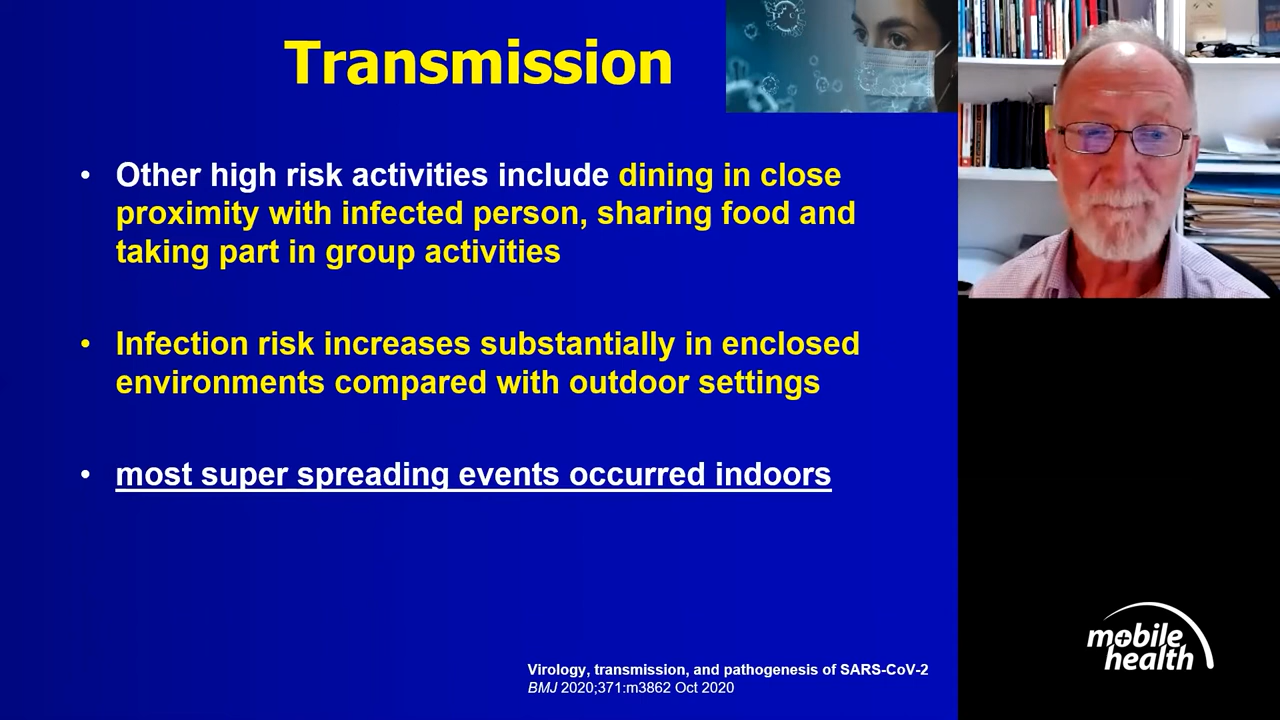 Transmission
• Other high risk activities include dining in close
proximity with infected person, sharing food and
taking part in group activities
• Infection risk increases substantially in enclosed
environments compared with outdoor settings
• most super spreading events occurred indoors
Virology, transmission, and pathogenesis of SARS-CoV-2
BMJ 2020;371:m3862 Oct 2020
mobile
health